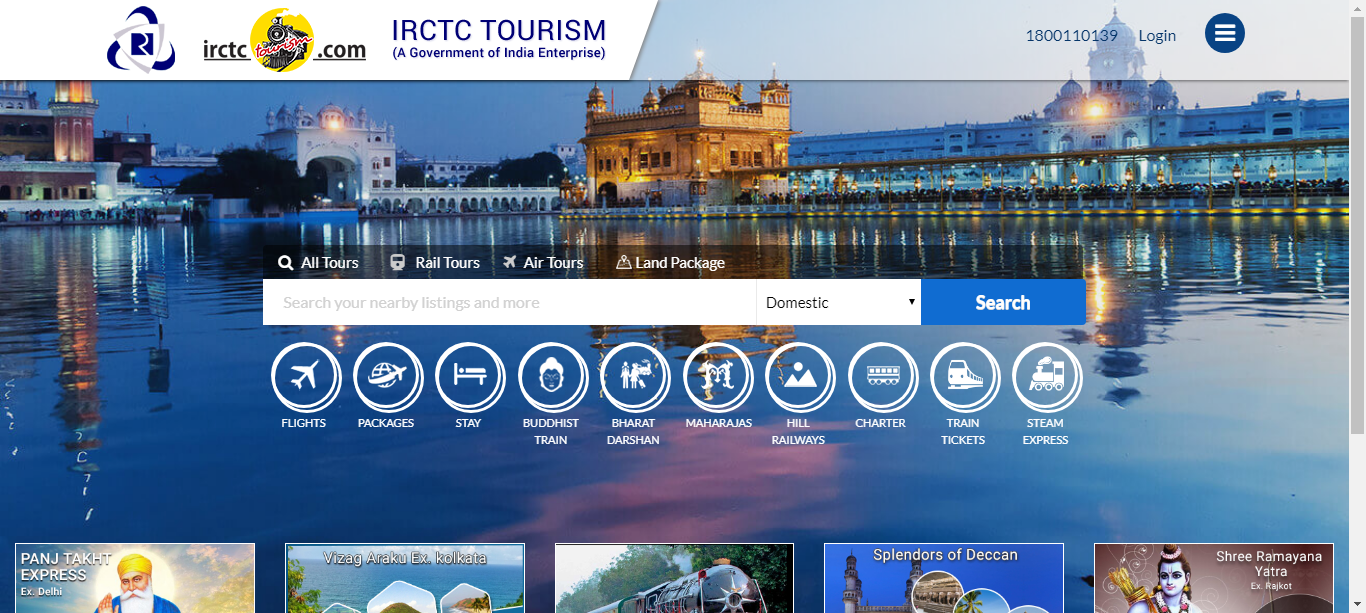 irctc tourism .com
IRCTC TOURISM
(A Government of India Enterprise)
1800110139 Login
All Tours Rail Tours Air Tours Land Package
Search your nearby listings and more Domestic Search
FLIGHTS PACKAGES STAY BUDDHIST TRAIN BHARAT DARSHAN MAHARAJAS HILL RAILWAYS CHARTER TRAIN TICKETS STEAM EXPRESS
PANJ TAKHT
EXPRESS
Ex. Delhi
Vizag Araku Ex. kolkata
Splendors of Deccan
Shree Ramayana
Yatra
Ex. Rajkot